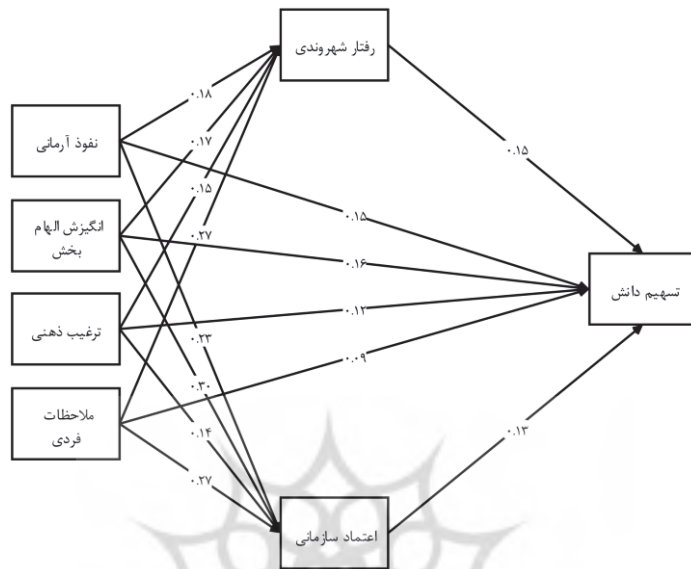 رفتار شهروندی
۰.۱۸
نفوذ آرمانی
۰.۱۷
۰.۱۵
۰.۱۵
۰.۱۵
انگیزش الهام
بخش
۰.۲۷
۰.۱۶
تسهیم دانش
۰.۱۲
ترغیب ذهنی
۰.۲۳
۰.۰۹
۰.۳۰
ملاحظات
فردی
۰.۱۴
۰.۱۳
۰.۲۷
اعتماد سازمانی